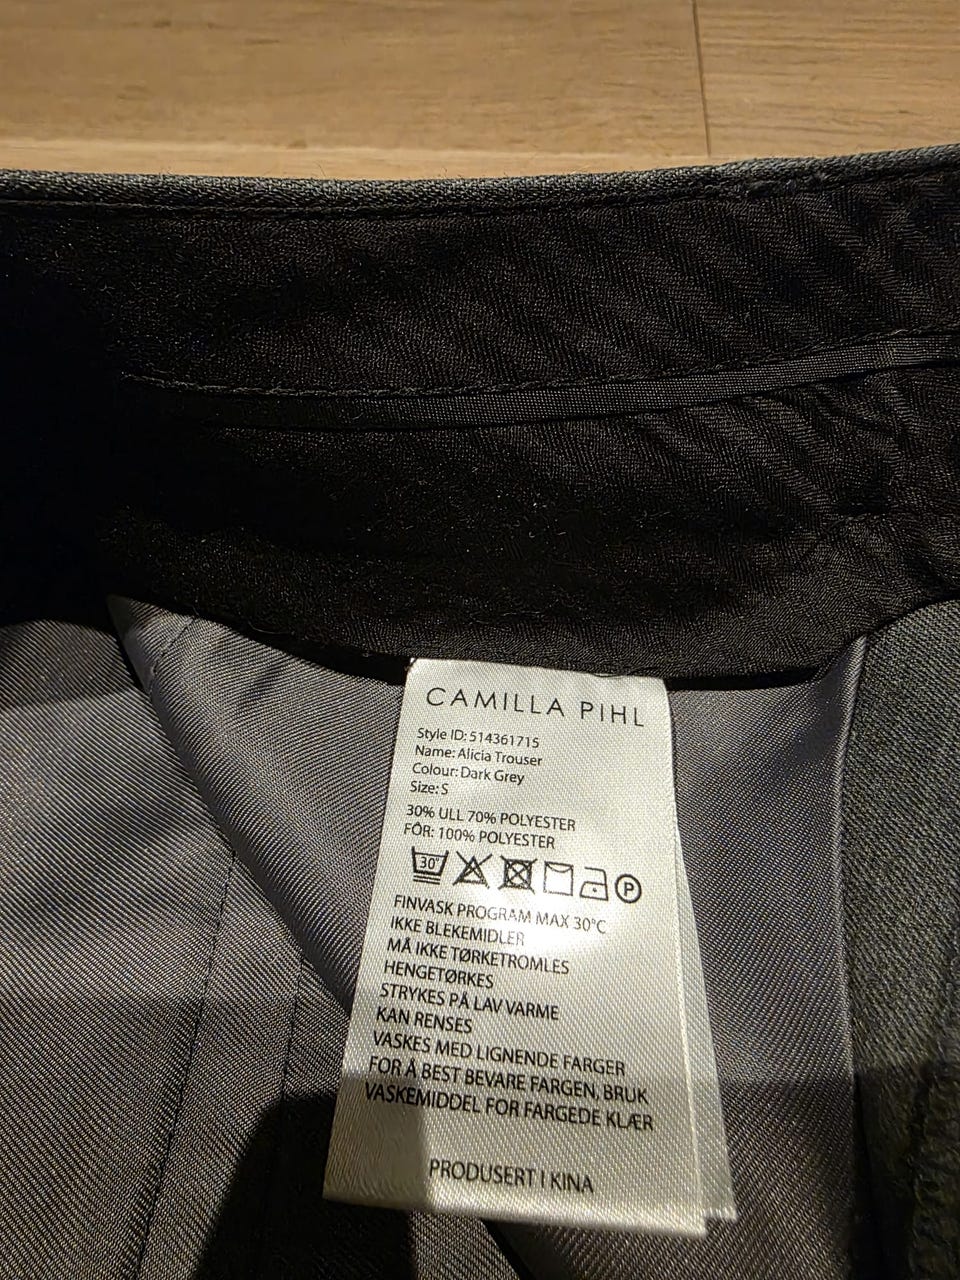 CAMILLA PIHL
Style ID: 514361715
Name: Alicia Trouser
Colour: Dark Grey
Size: S
30% ULL 70% POLYESTER
FÔR: 100% POLYESTER
30° P
FINVASK PROGRAM MAX 30°C
IKKE BLEKEMIDLER
MÅ IKKE TØRKETROMLES
HENGETØRKES
STRYKES PÅ LAV VARME
KAN RENSES
VASKES MED LIGNENDE FARGER
FOR Å BEST BEVARE FARGEN, BRUK
VASKEMIDDEL FOR FARGEDE KLÆR
PRODUSERT I KINA